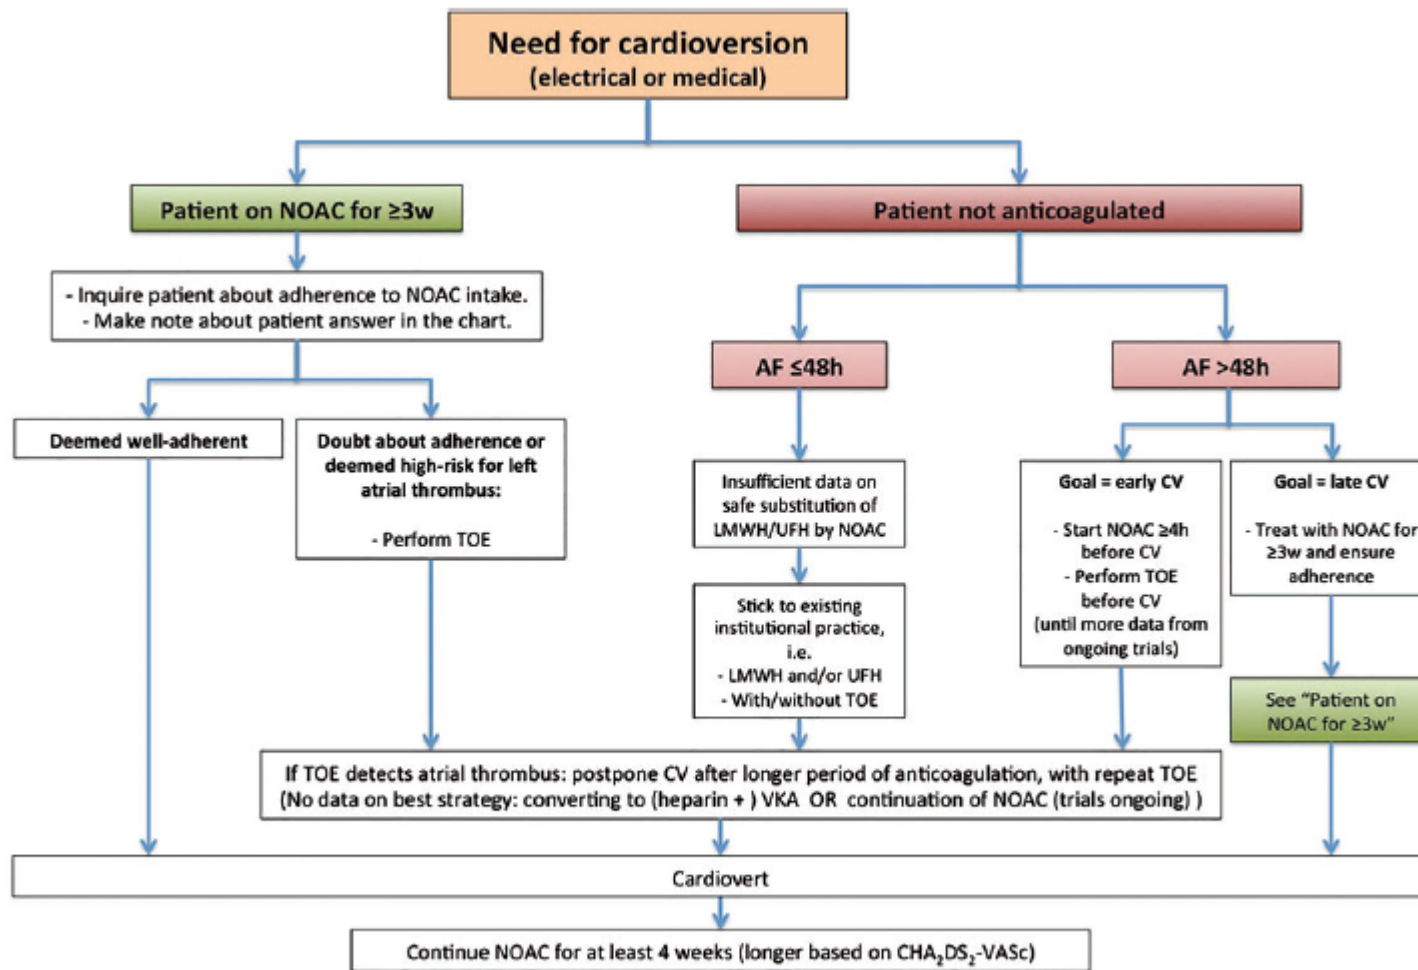 Need for cardioversion
(electrical or medical)
Patient on NOAC for ≥3w
Patient not anticoagulated
- Inquire patient about adherence to NOAC intake.
- Make note about patient answer in the chart.
AF ≤48h
AF >48h
Deemed well-adherent
Doubt about adherence or
deemed high-risk for left
atrial thrombus:
- Perform TOE
Insufficient data on
safe substitution of
LMWH/UFH by NOAC
Goal = early CV
- Start NOAC ≥4h
before CV
- Perform TOE
before CV
(until more data from
ongoing trials)
Goal = late CV
- Treat with NOAC for
≥3w and ensure
adherence
Stick to existing
institutional practice,
i.e.
- LMWH and/or UFH
- With/without TOE
See "Patient on
NOAC for ≥3w"
If TOE detects atrial thrombus: postpone CV after longer period of anticoagulation, with repeat TOE
(No data on best strategy: converting to (heparin + ) VKA OR continuation of NOAC (trials ongoing) )
Cardiovert
Continue NOAC for at least 4 weeks (longer based on CHA₂DS₂-VASc)